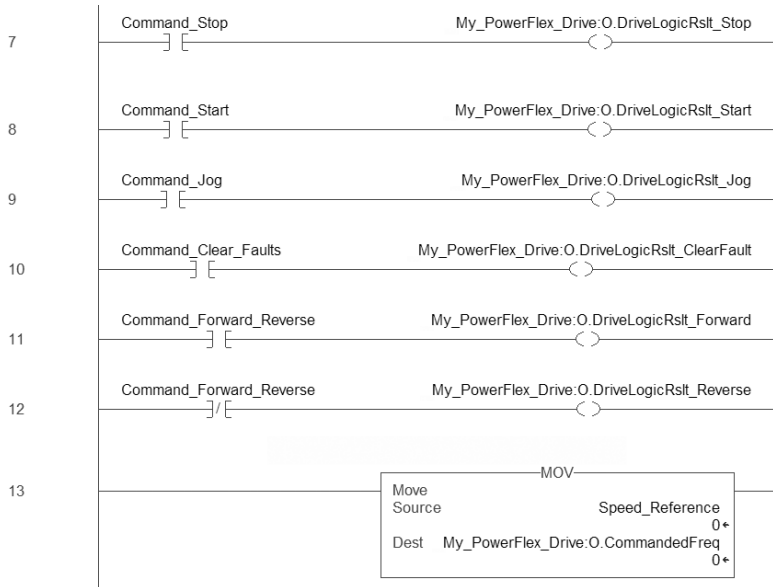 Command_Stop My_PowerFlex_Drive:O.DriveLogicRslt_Stop
7
Command_Start My_PowerFlex_Drive:O.DriveLogicRslt_Start
8
Command_Jog My_PowerFlex_Drive:O.DriveLogicRslt_Jog
9
Command_Clear_Faults My_PowerFlex_Drive:O.DriveLogicRslt_ClearFault
10
Command_Forward_Reverse My_PowerFlex_Drive:O.DriveLogicRslt_Forward
11
Command_Forward_Reverse My_PowerFlex_Drive:O.DriveLogicRslt_Reverse
12
MOV
13
Move
Source Speed_Reference
0
Dest My_PowerFlex_Drive:O.CommandedFreq
0